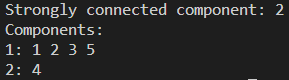 Strongly connected component: 2
Components:
1: 1 2 3 5
2: 4